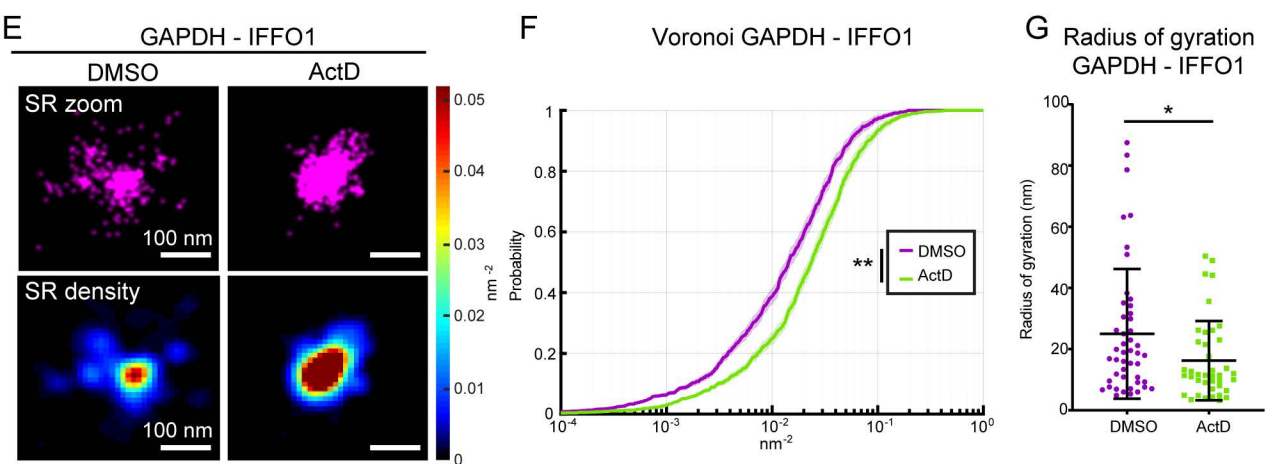 E
GAPDH - IFFO1
DMSO
ActD
SR zoom
100 nm
SR density
100 nm
0.05
0.04
0.03
0.02
0.01
0
nm -2
F
Voronoi GAPDH - IFFO1
Probability
1
0.8
0.6
0.4
0.2
0
10-4
10-3
10-2
10-1
100
nm-2
**
DMSO
ActD
G
Radius of gyration
GAPDH - IFFO1
Radius of gyration (nm)
100
80
60
40
20
0
*
DMSO
ActD